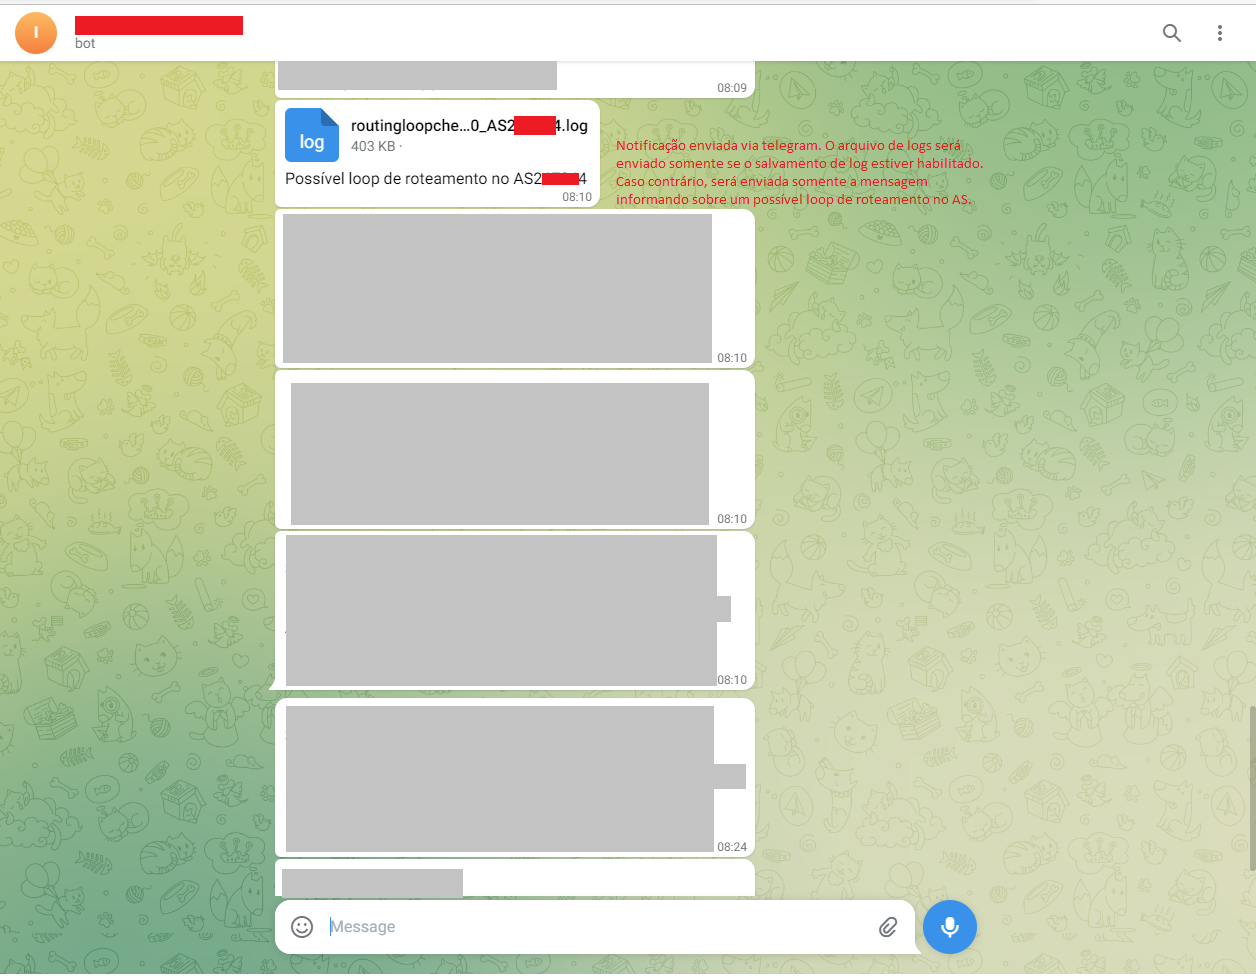 I
bot
08:09
log
routingloopche...0_AS2 4.log
403 KB ·
Possível loop de roteamento no AS2 4
08:10
Notificação enviada via telegram. O arquivo de logs será
enviado somente se o salvamento de log estiver habilitado.
Caso contrário, será enviada somente a mensagem
informando sobre um possível loop de roteamento no AS.
08:10
08:10
08:10
08:24
Message